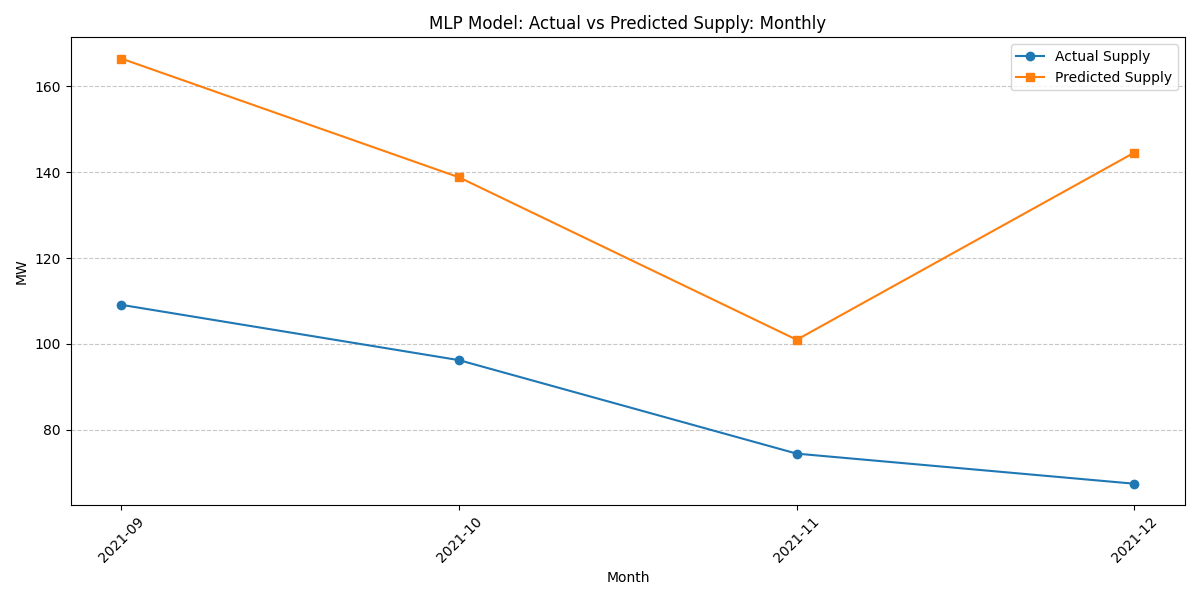 MLP Model: Actual vs Predicted Supply: Monthly
Actual Supply
Predicted Supply
MW
160
140
120
100
80
2021-09
2021-10
2021-11
2021-12
Month